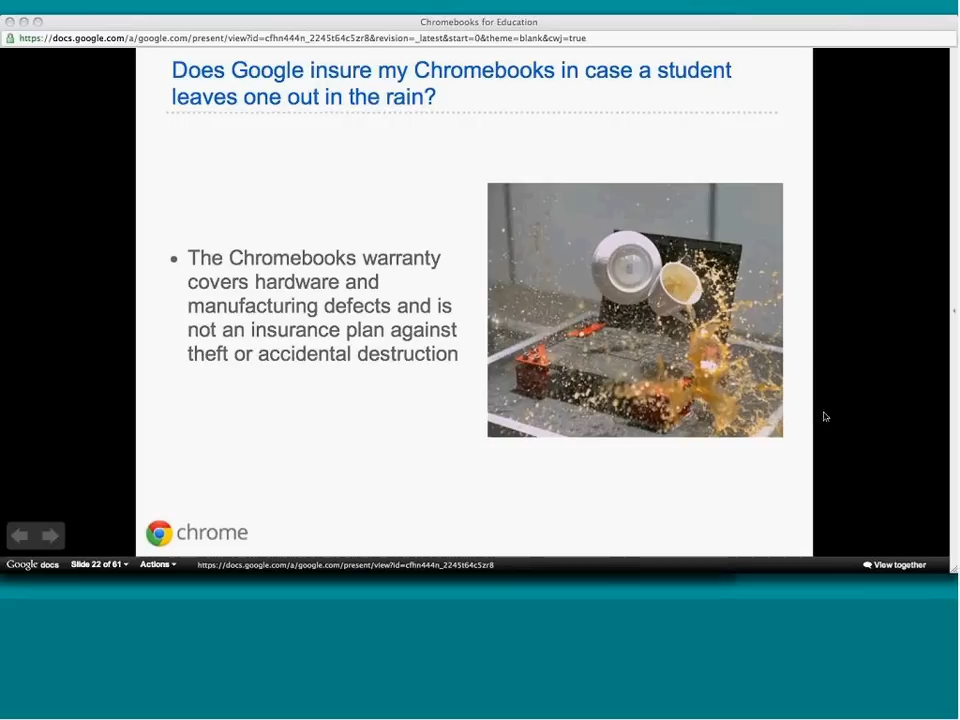 Chromebooks for Education
https://docs.google.com/a/google.com/present/view?id=cfhn444n_2245t64c5zr8&revision=_latest&start=0&theme=blank&cwj=true
Does Google insure my Chromebooks in case a student
leaves one out in the rain?
• The Chromebooks warranty
covers hardware and
manufacturing defects and is
not an insurance plan against
theft or accidental destruction
chrome
Google docs Slide 22 of 61 Actions https://docs.google.com/a/google.com/present/view?id=cfhn444n_2245t64c5zr8 View together